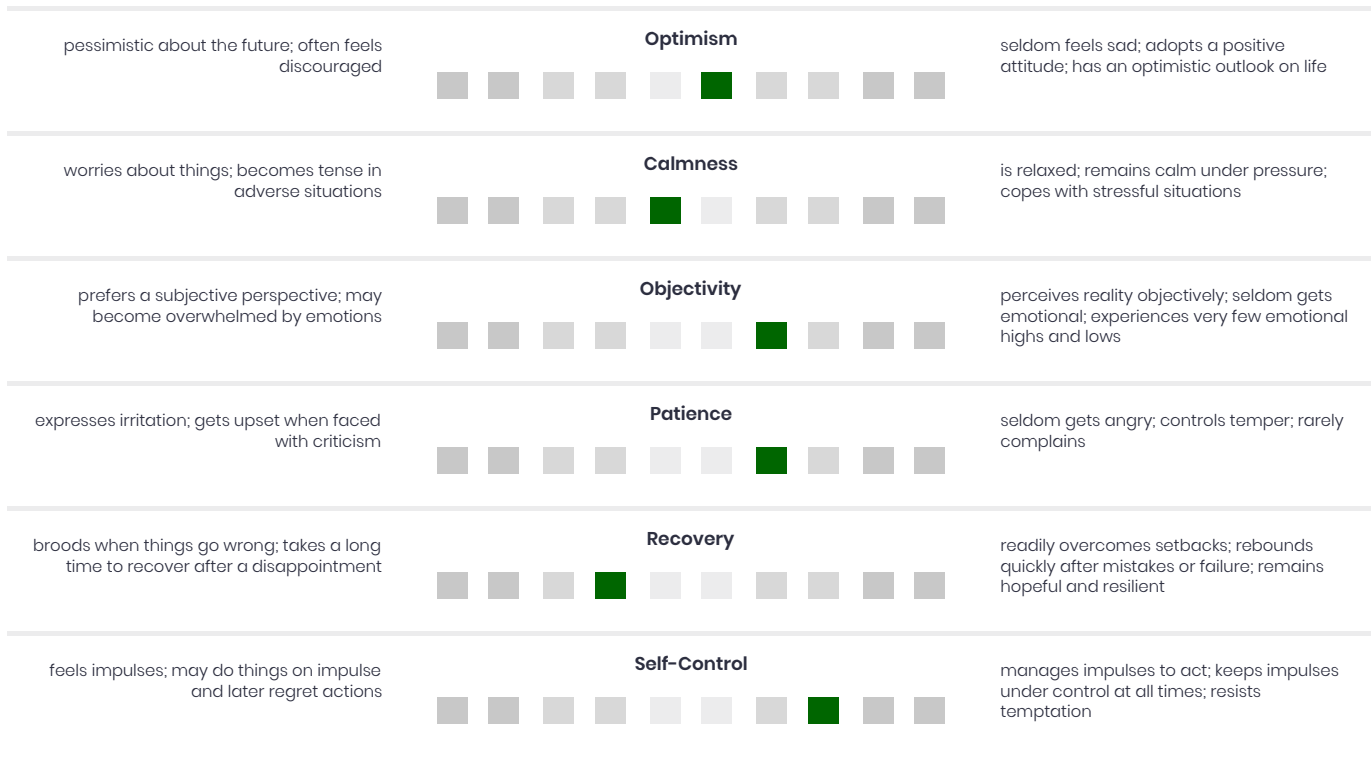 Optimism
pessimistic about the future; often feels
discouraged
seldom feels sad; adopts a positive
attitude; has an optimistic outlook on life
Calmness
worries about things; becomes tense in
adverse situations
is relaxed; remains calm under pressure;
copes with stressful situations
Objectivity
prefers a subjective perspective; may
become overwhelmed by emotions
perceives reality objectively; seldom gets
emotional; experiences very few emotional
highs and lows
Patience
expresses irritation; gets upset when faced
with criticism
seldom gets angry; controls temper; rarely
complains
Recovery
broods when things go wrong; takes a long
time to recover after a disappointment
readily overcomes setbacks; rebounds
quickly after mistakes or failure; remains
hopeful and resilient
Self-Control
feels impulses; may do things on impulse
and later regret actions
manages impulses to act; keeps impulses
under control at all times; resists
temptation